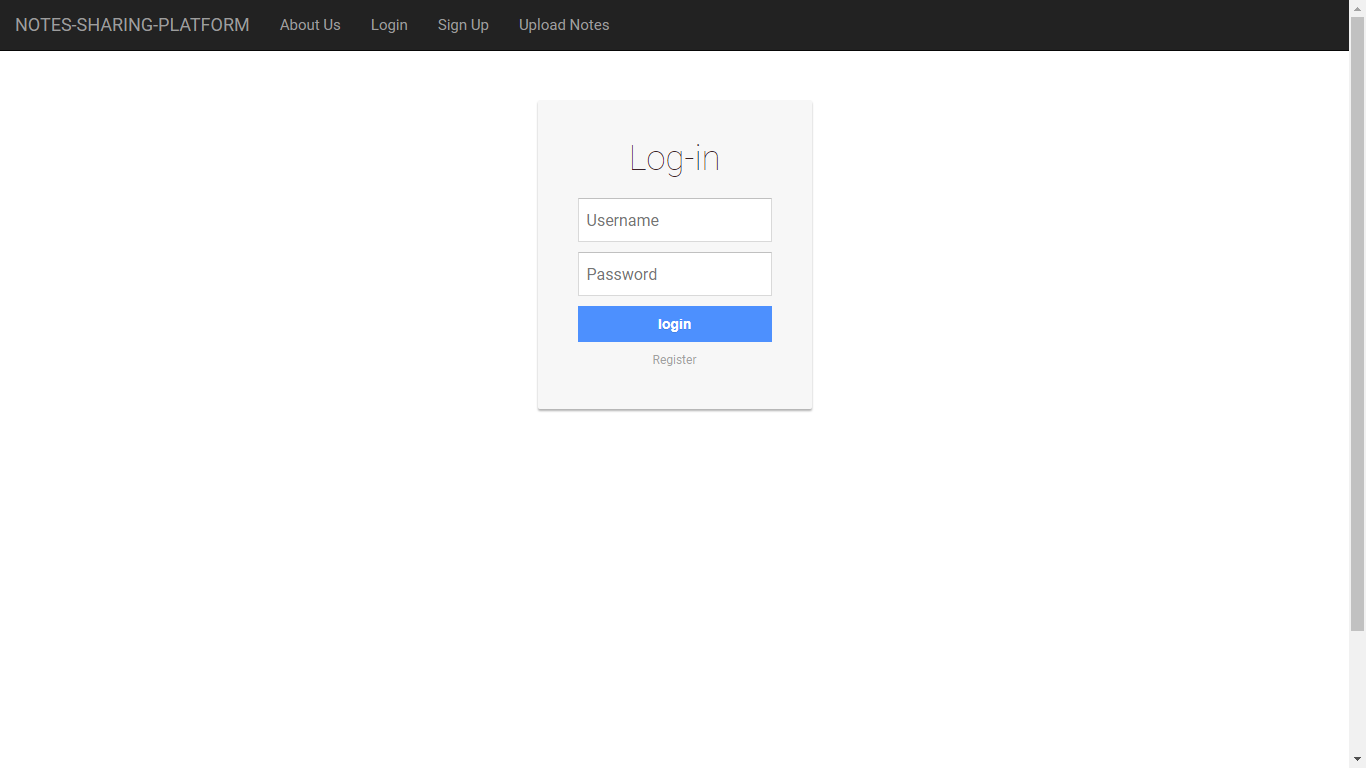 NOTES-SHARING-PLATFORM About Us Login Sign Up Upload Notes
Log-in
Username
Password
login
Register